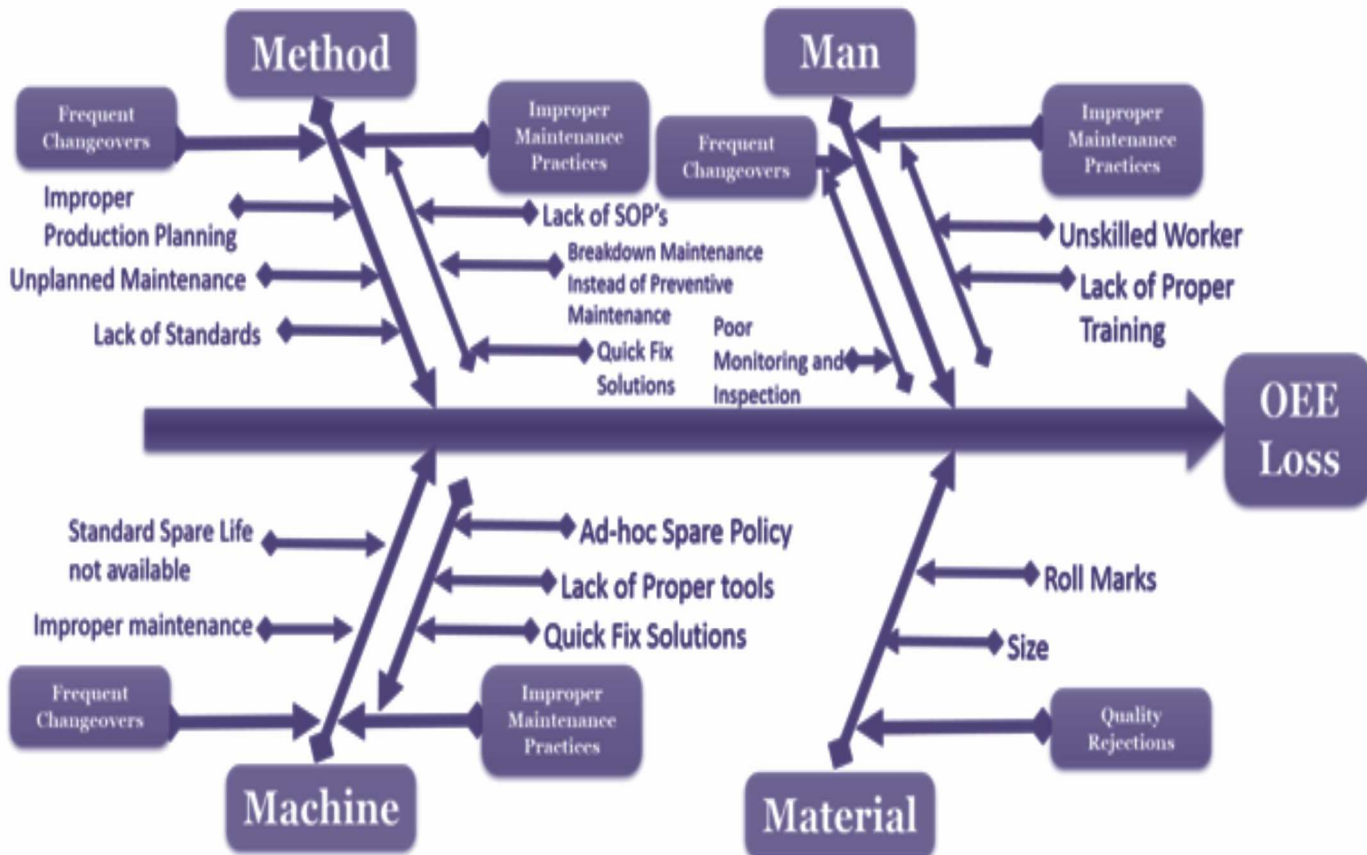 Method
Man
Frequent
Changeovers
Improper
Maintenance
Practices
Frequent
Changeovers
Improper
Maintenance
Practices
Improper
Production Planning
Unplanned Maintenance
Lack of Standards
Lack of SOP's
Breakdown Maintenance
Instead of Preventive
Maintenance
Quick Fix
Solutions
Poor
Monitoring and
Inspection
Unskilled Worker
Lack of Proper
Training
OEE
Loss
Standard Spare Life
not available
Improper maintenance
Frequent
Changeovers
Ad-hoc Spare Policy
Lack of Proper tools
Quick Fix Solutions
Improper
Maintenance
Practices
Roll Marks
Size
Quality
Rejections
Machine
Material